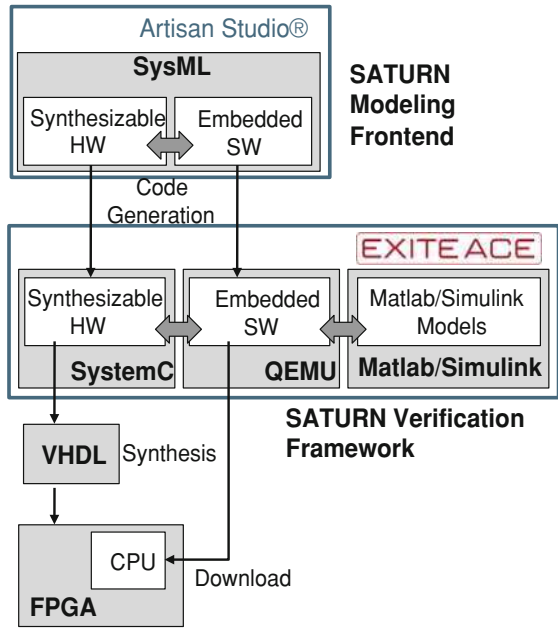 Artisan Studio®
SysML
SATURN
Modeling
Frontend
Synthesizable
HW
Embedded
SW
Code
Generation
EXITE ACE
Synthesizable
HW
Embedded
SW
Matlab/Simulink
Models
SystemC
QEMU
Matlab/Simulink
SATURN Verification
Framework
VHDL
Synthesis
CPU
Download
FPGA